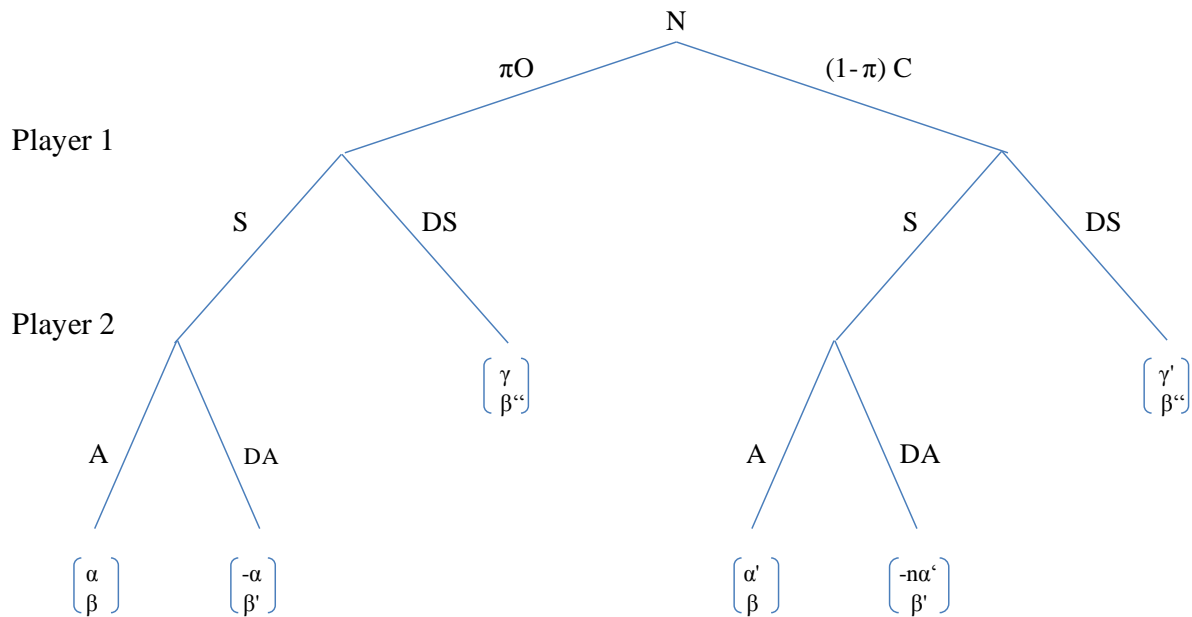 N
πO
(1-π) C
Player 1
S
DS
S
DS
Player 2
γ
β“
γ'
β“
A
DA
A
DA
α
β
-α
β'
α'
β
-nα‘
β'